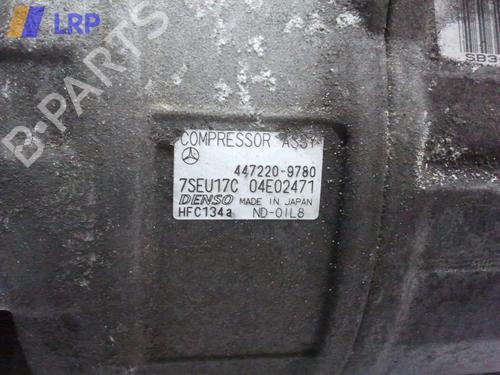 LRP
B-PARTS
COMPRESSOR ASSY
447220-9780
7SEU17C 04E02471
DENSO MADE IN JAPAN
HFC134a ND-OIL8